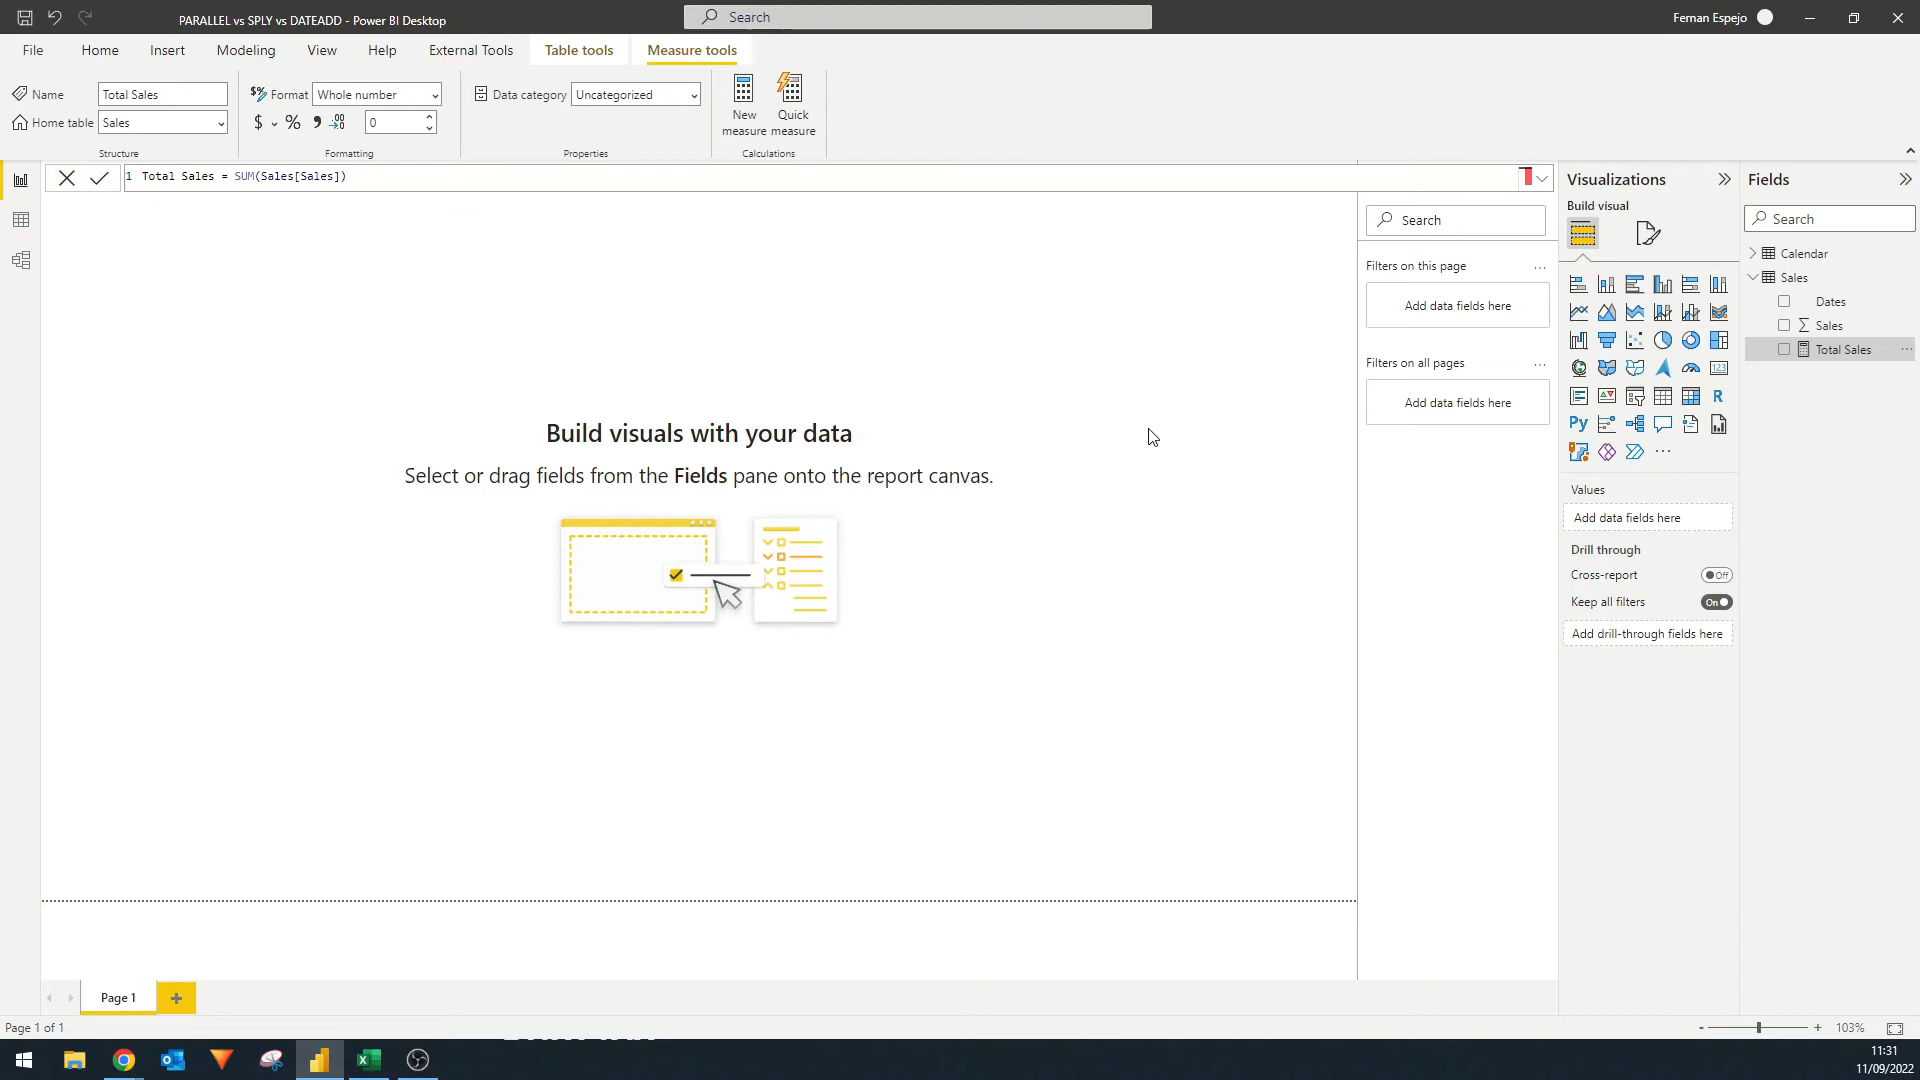 PARALLEL vs SPLY vs DATEADD - Power BI Desktop
Search
Fernan Espejo
File Home Insert Modeling View Help External Tools Table tools Measure tools
Name Total Sales
Home table Sales
Structure
$% Format Whole number
$ % 0
Formatting
Data category Uncategorized
Properties
New measure
Quick measure
Calculations
1 Total Sales = SUM(Sales[Sales])
Build visuals with your data
Select or drag fields from the Fields pane onto the report canvas.
Search
Filters on this page
Add data fields here
Filters on all pages
Add data fields here
Visualizations
Build visual
123
R
Py
Values
Add data fields here
Drill through
Cross-report Off
Keep all filters On
Add drill-through fields here
Fields
Search
Calendar
Sales
Dates
Sales
Total Sales
Page 1
Page 1 of 1
- + 103%
11:31
11/09/2022